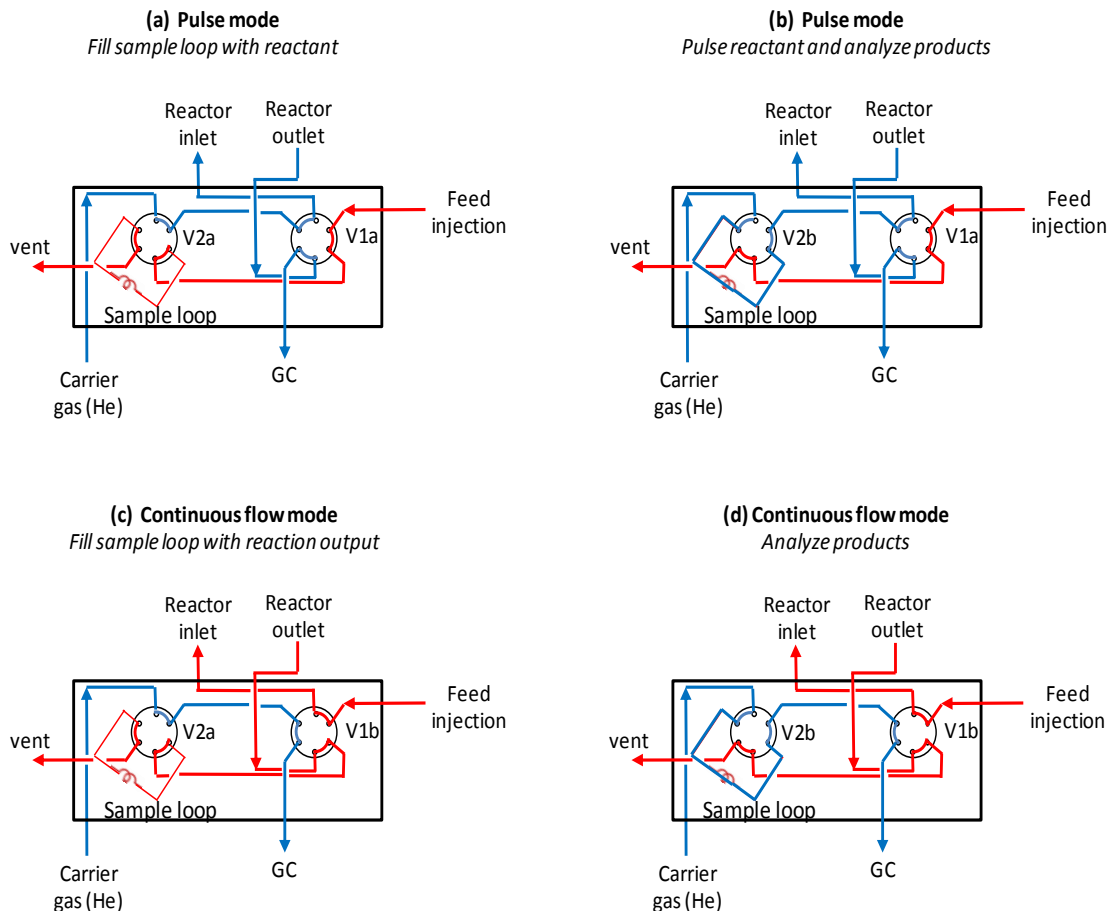 (a) Pulse mode
Fill sample loop with reactant
Reactor
inlet
Reactor
outlet
Feed
injection
V2a
V1a
vent
Sample loop
Carrier
gas (He)
GC
(b) Pulse mode
Pulse reactant and analyze products
Reactor
inlet
Reactor
outlet
Feed
injection
V2b
V1a
vent
Sample loop
Carrier
gas (He)
GC
(c) Continuous flow mode
Fill sample loop with reaction output
Reactor
inlet
Reactor
outlet
Feed
injection
V2a
V1b
vent
Sample loop
Carrier
gas (He)
GC
(d) Continuous flow mode
Analyze products
Reactor
inlet
Reactor
outlet
Feed
injection
V2b
V1b
vent
Sample loop
Carrier
gas (He)
GC